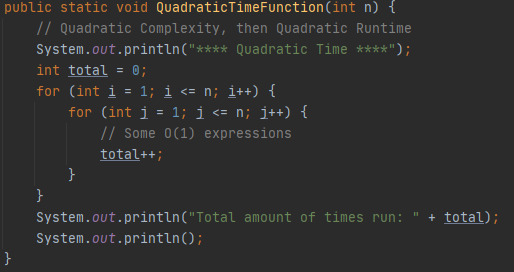 public static void QuadraticTimeFunction(int n) {
    // Quadratic Complexity, then Quadratic Runtime
    System.out.println("**** Quadratic Time ****");
    int total = 0;
    for (int i = 1; i <= n; i++) {
        for (int j = 1; j <= n; j++) {
            // Some O(1) expressions
            total++;
        }
    }
    System.out.println("Total amount of times run: " + total);
    System.out.println();
}